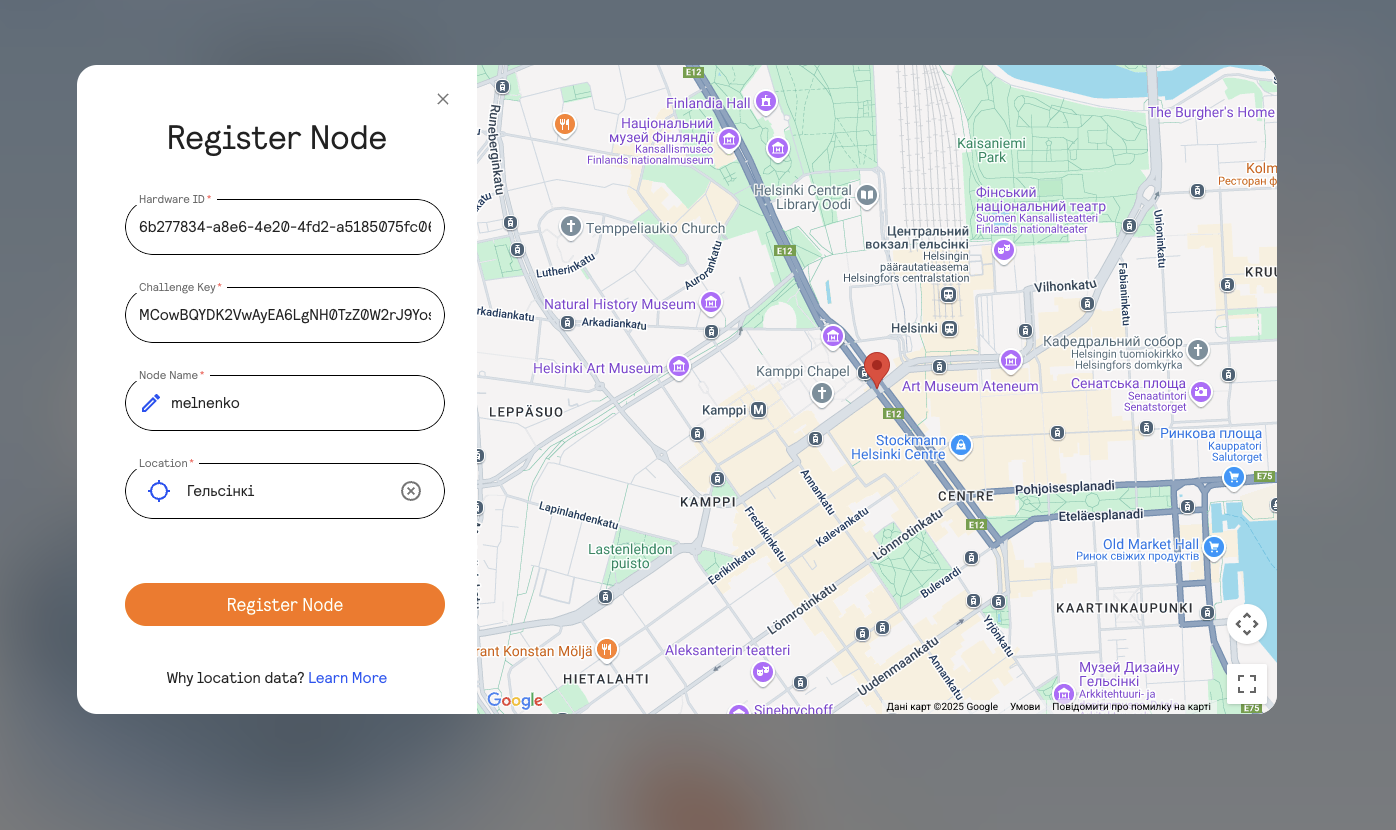 Register Node
Hardware ID *
6b277834-a8e6-4e20-4fd2-a5185075fc0
Challenge Key *
MCowBQYDK2VwAyEA6LgNH0TzZ0W2rJ9Yos
Node Name *
melnenko
Location *
Гельсінкі
Register Node
Why location data? Learn More
E12
Finlandia Hall
Runeberginkatu
Національний
музей Фінляндії
Kansallismuseo
Finlands nationalmuseum
The Burgher's Home
Kaisaniemi
Park
Kolm
Ресторан ф
Helsinki Central
Library Oodi
Фінський
національний театр
Suomen Kansallisteatteri
Finlands nationalteater
Temppeliaukio Church
Центральний
вокзал Гельсінкі
Helsingin
päärautatieasema
Helsingfors centralstation
Unioninkatu
E12
Lutherinkatu
Aurorankatu
Fabianinkatu
KRUU
Vilhonkatu
Natural History Museum
rkadiankatu
Arkadiankatu
Helsinki
Кафедральний собор
Helsingin tuomiokirkko
Helsingfors domkyrka
Helsinki Art Museum
Kamppi Chapel
Art Museum Ateneum
Сенатська площа
Senaatintori
Senatstorget
LEPPÄSUO
Kamppi
M
E12
Stockmann
Helsinki Centre
Ринкова площа
Kauppatori
Salutorget
E75
Annankatu
Pohjoisesplanadi
CENTRE
KAMPPI
Lapinlahdenkatu
Fredrikinkatu
Kalevankatu
Lönnrotinkatu
Eteläesplanadi
E12
Lastenlehdon
puisto
Eerikinkatu
Bulevardi
Old Market Hall
Ринок свіжих продуктів
Lönnrotinkatu
KAARTINKAUPUNKI
Yrjönkatu
rant Konstan Möljä
Aleksanterin teatteri
Uudenmaankatu
Annankatu
HIETALAHTI
Музей Дизайну
Гельсінкі
Arkkitehtuuri- ja
Google
Sinebrychoff
Дані карт ©2025 Google
Умови
Повідомити про помилку на карті
E75